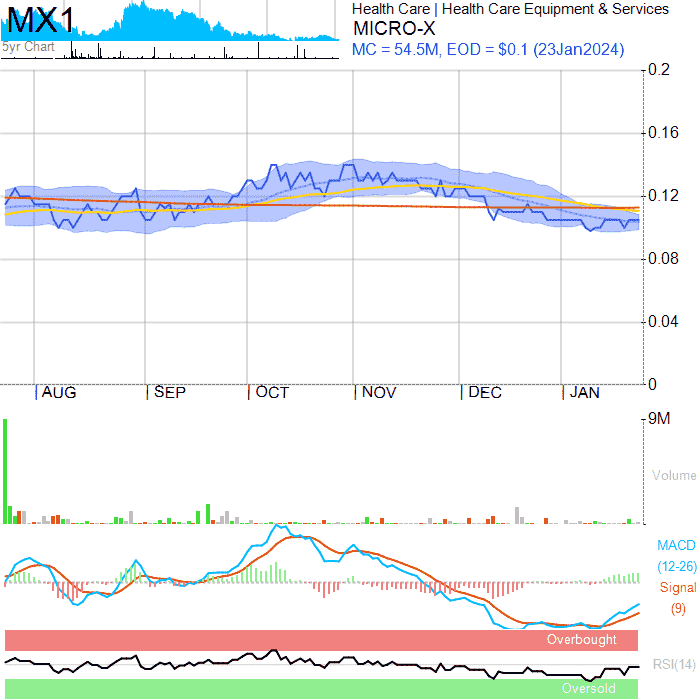 MX1
5yr Chart
Health Care | Health Care Equipment & Services
MICRO-X
MC = 54.5M, EOD = $0.1 (23Jan2024)
0.2
0.16
0.12
0.08
0.04
0
AUG
SEP
OCT
NOV
DEC
JAN
9M
Volume
MACD
(12-26)
Signal
(9)
Overbought
RSI(14)
Oversold